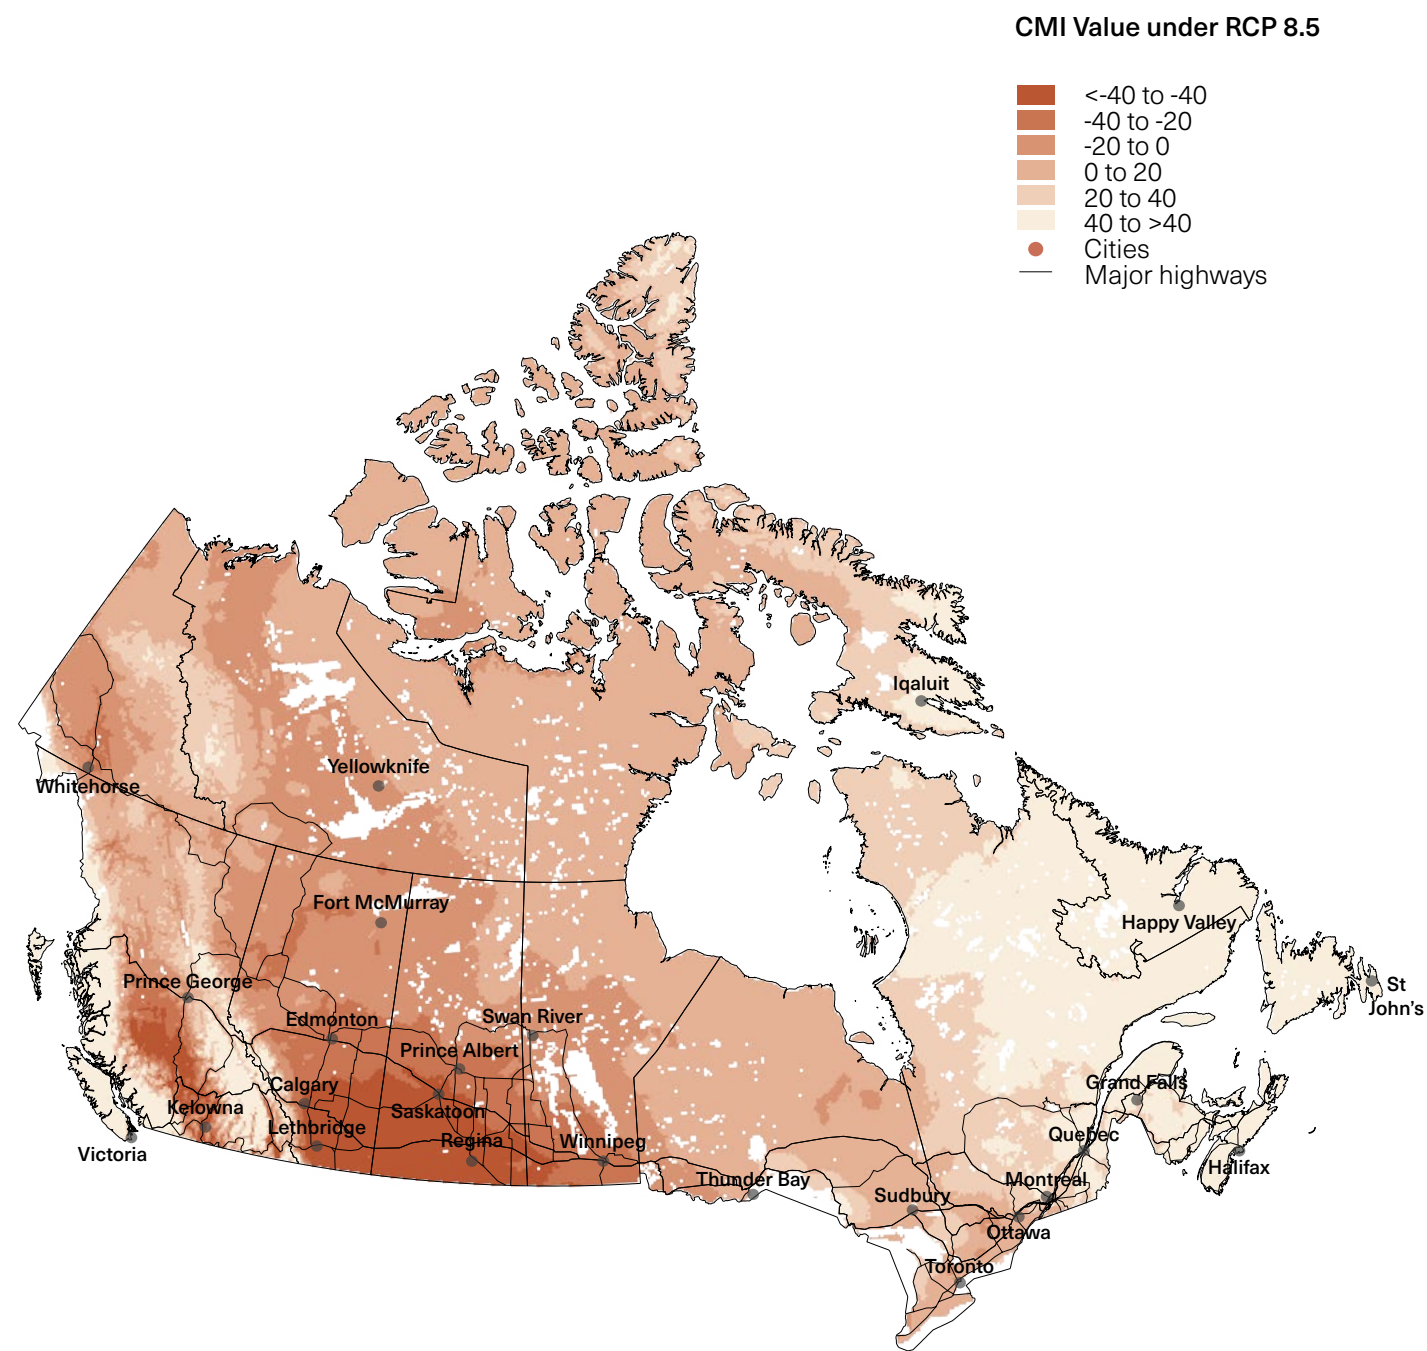 CMI Value under RCP 8.5
<-40 to -40
-40 to -20
-20 to 0
0 to 20
20 to 40
40 to >40
Cities
Major highways
Iqaluit
Yellowknife
Whitehorse
Fort McMurray
Happy Valley
Prince George
St
John's
Edmonton
Swan River
Prince Albert
Calgary
Grand Falls
Kelowna
Saskatoon
Lethbridge
Regina
Winnipeg
Quebec
Victoria
Halifax
Thunder Bay
Montreal
Sudbury
Ottawa
Toronto